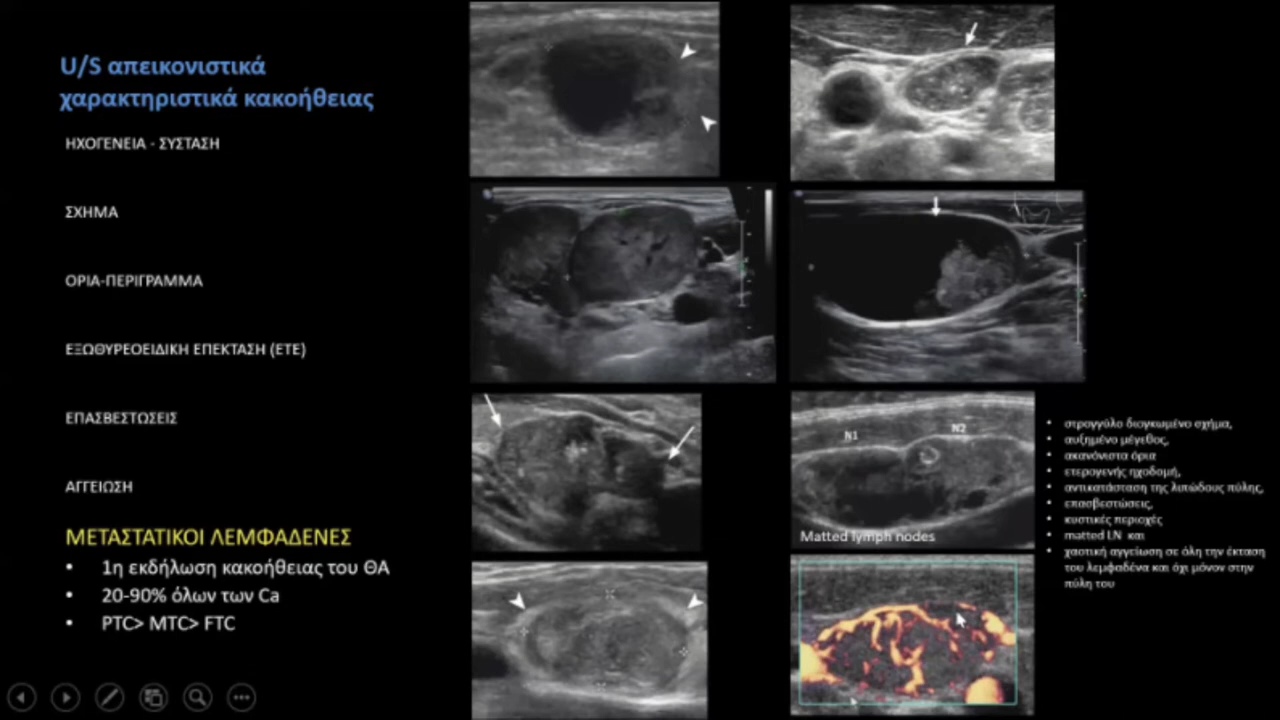 U/S απεικονιστικά
χαρακτηριστικά κακοήθειας
ΗΧΟΓΕΝΕΙΑ - ΣΥΣΤΑΣΗ
ΣΧΗΜΑ
ΟΡΙΑ-ΠΕΡΙΓΡΑΜΜΑ
ΕΞΩΘΥΡΕΟΕΙΔΙΚΗ ΕΠΕΚΤΑΣΗ (ΕΤΕ)
ΕΠΑΣΒΕΣΤΩΣΕΙΣ
ΑΓΓΕΙΩΣΗ
ΜΕΤΑΣΤΑΤΙΚΟΙ ΛΕΜΦΑΔΕΝΕΣ
• 1η εκδήλωση κακοήθειας του ΘΑ
• 20-90% όλων των Ca
• PTC> MTC> FTC
N1
N2
Matted lymph nodes
• στρογγύλο διογκωμένο σχήμα,
• αυξημένο μέγεθος,
• ακανόνιστα όρια
• ετερογενής ηχοδομή,
• αντικατάσταση της λιπώδους πύλης,
• επασβεστώσεις,
• κυστικές περιοχές
• matted LN και
• χαοτική αγγείωση σε όλη την έκταση
του λεμφαδένα και όχι μόνον στην
πύλη του